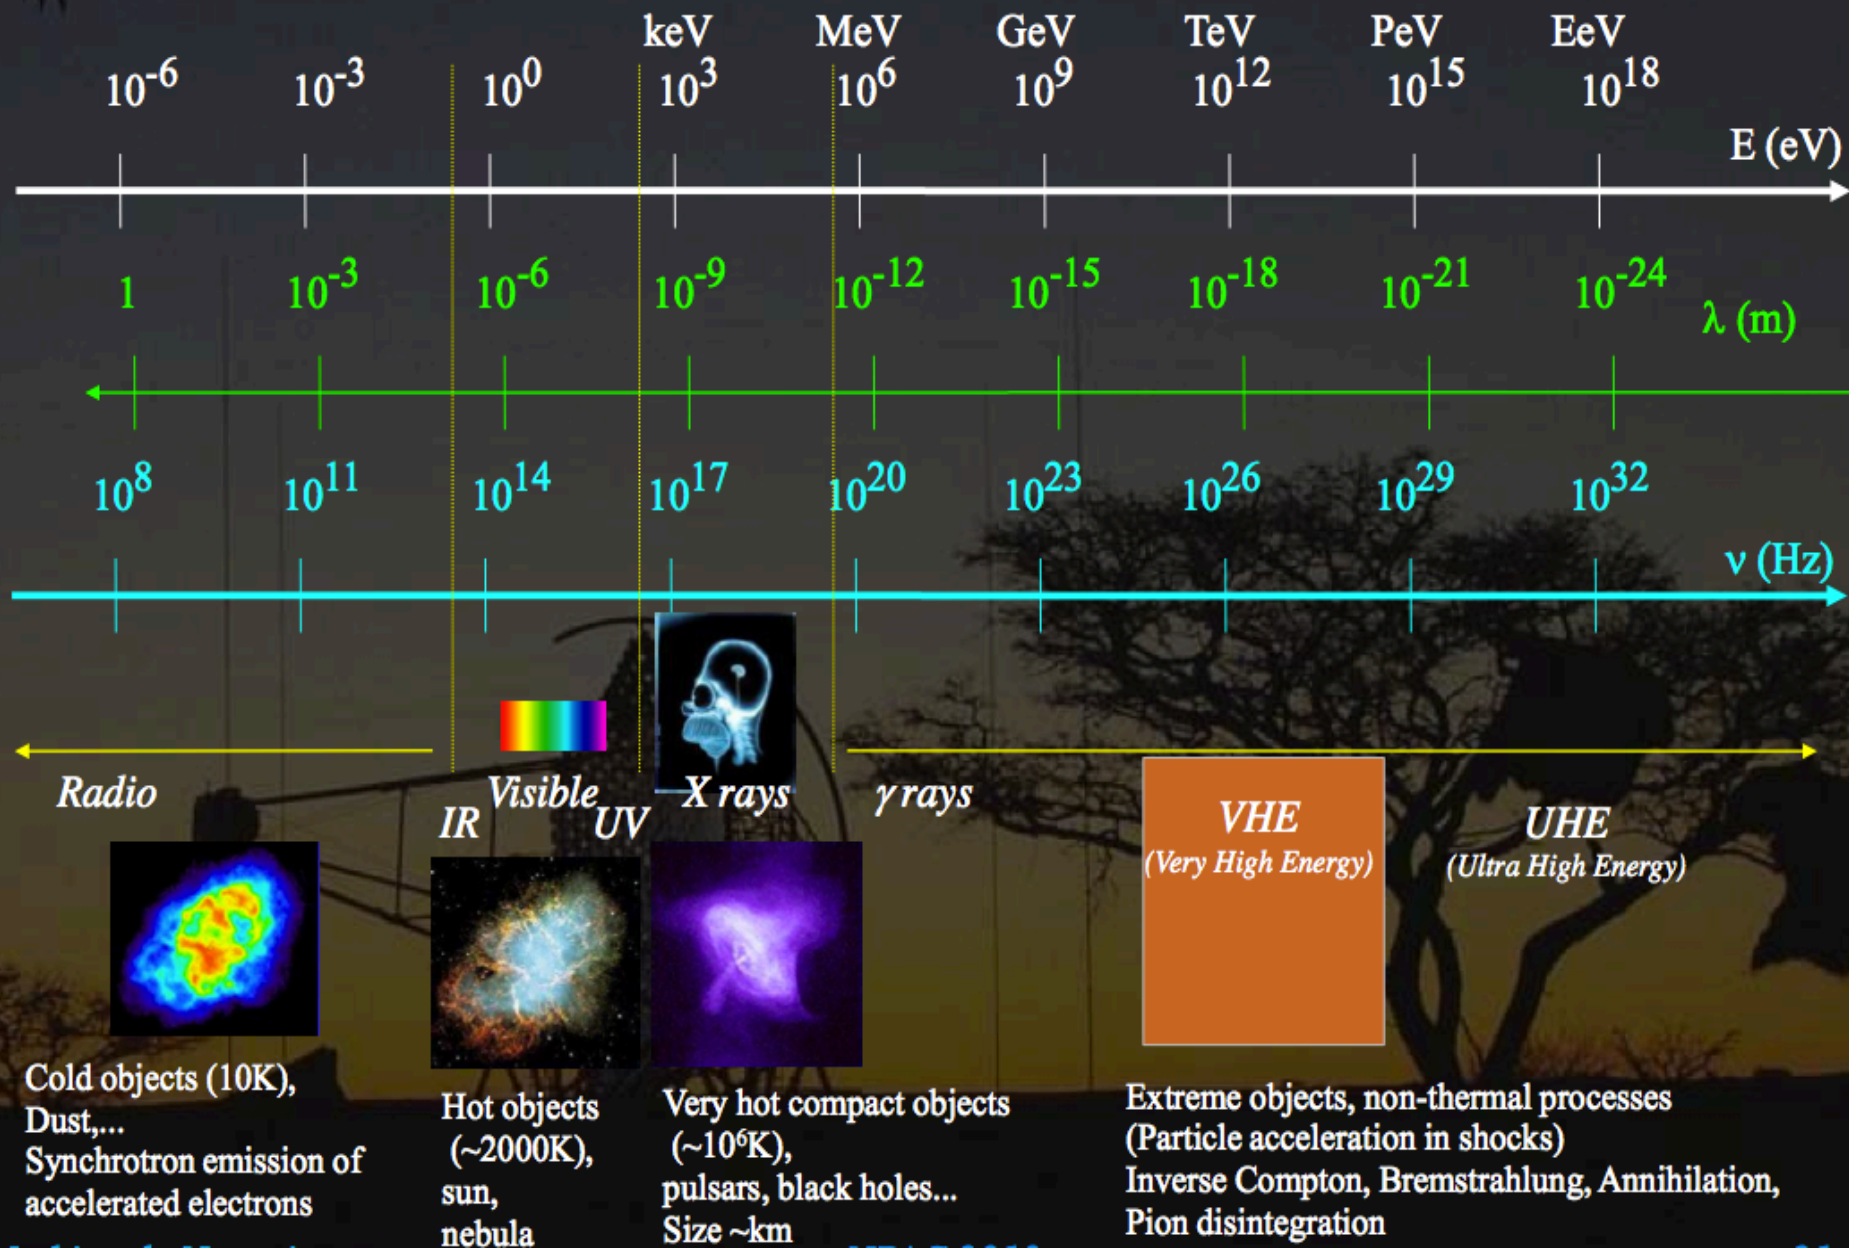 keV MeV GeV TeV PeV EeV
10⁻⁶ 10⁻³ 10⁰ 10³ 10⁶ 10⁹ 10¹² 10¹⁵ 10¹⁸
E (eV)
1 10⁻³ 10⁻⁶ 10⁻⁹ 10⁻¹² 10⁻¹⁵ 10⁻¹⁸ 10⁻²¹ 10⁻²⁴
λ (m)
10⁸ 10¹¹ 10¹⁴ 10¹⁷ 10²⁰ 10²³ 10²⁶ 10²⁹ 10³²
ν (Hz)
Radio
IR
Visible
UV
X rays
γ rays
VHE
(Very High Energy)
UHE
(Ultra High Energy)
Cold objects (10K),
Dust,...
Synchrotron emission of
accelerated electrons
Hot objects
(~2000K),
sun,
nebula
Very hot compact objects
(~10⁶K),
pulsars, black holes...
Size ~km
Extreme objects, non-thermal processes
(Particle acceleration in shocks)
Inverse Compton, Bremstrahlung, Annihilation,
Pion disintegration